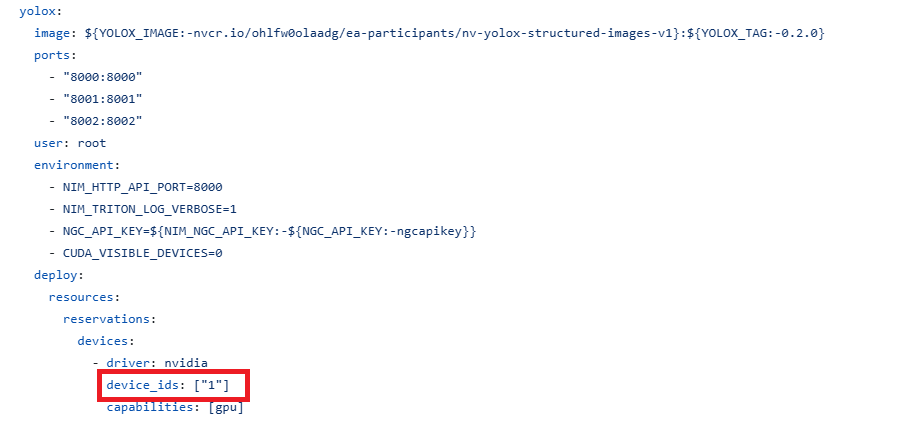 yolox:
image: ${YOLOX_IMAGE:-nvcr.io/ohlfw0olaadg/ea-participants/nv-yolox-structured-images-v1}:${YOLOX_TAG:-0.2.0}
ports:
- "8000:8000"
- "8001:8001"
- "8002:8002"
user: root
environment:
- NIM_HTTP_API_PORT=8000
- NIM_TRITON_LOG_VERBOSE=1
- NGC_API_KEY=${NIM_NGC_API_KEY:-${NGC_API_KEY:-ngcapikey}}
- CUDA_VISIBLE_DEVICES=0
deploy:
resources:
reservations:
devices:
- driver: nvidia
device_ids: ["1"]
capabilities: [gpu]